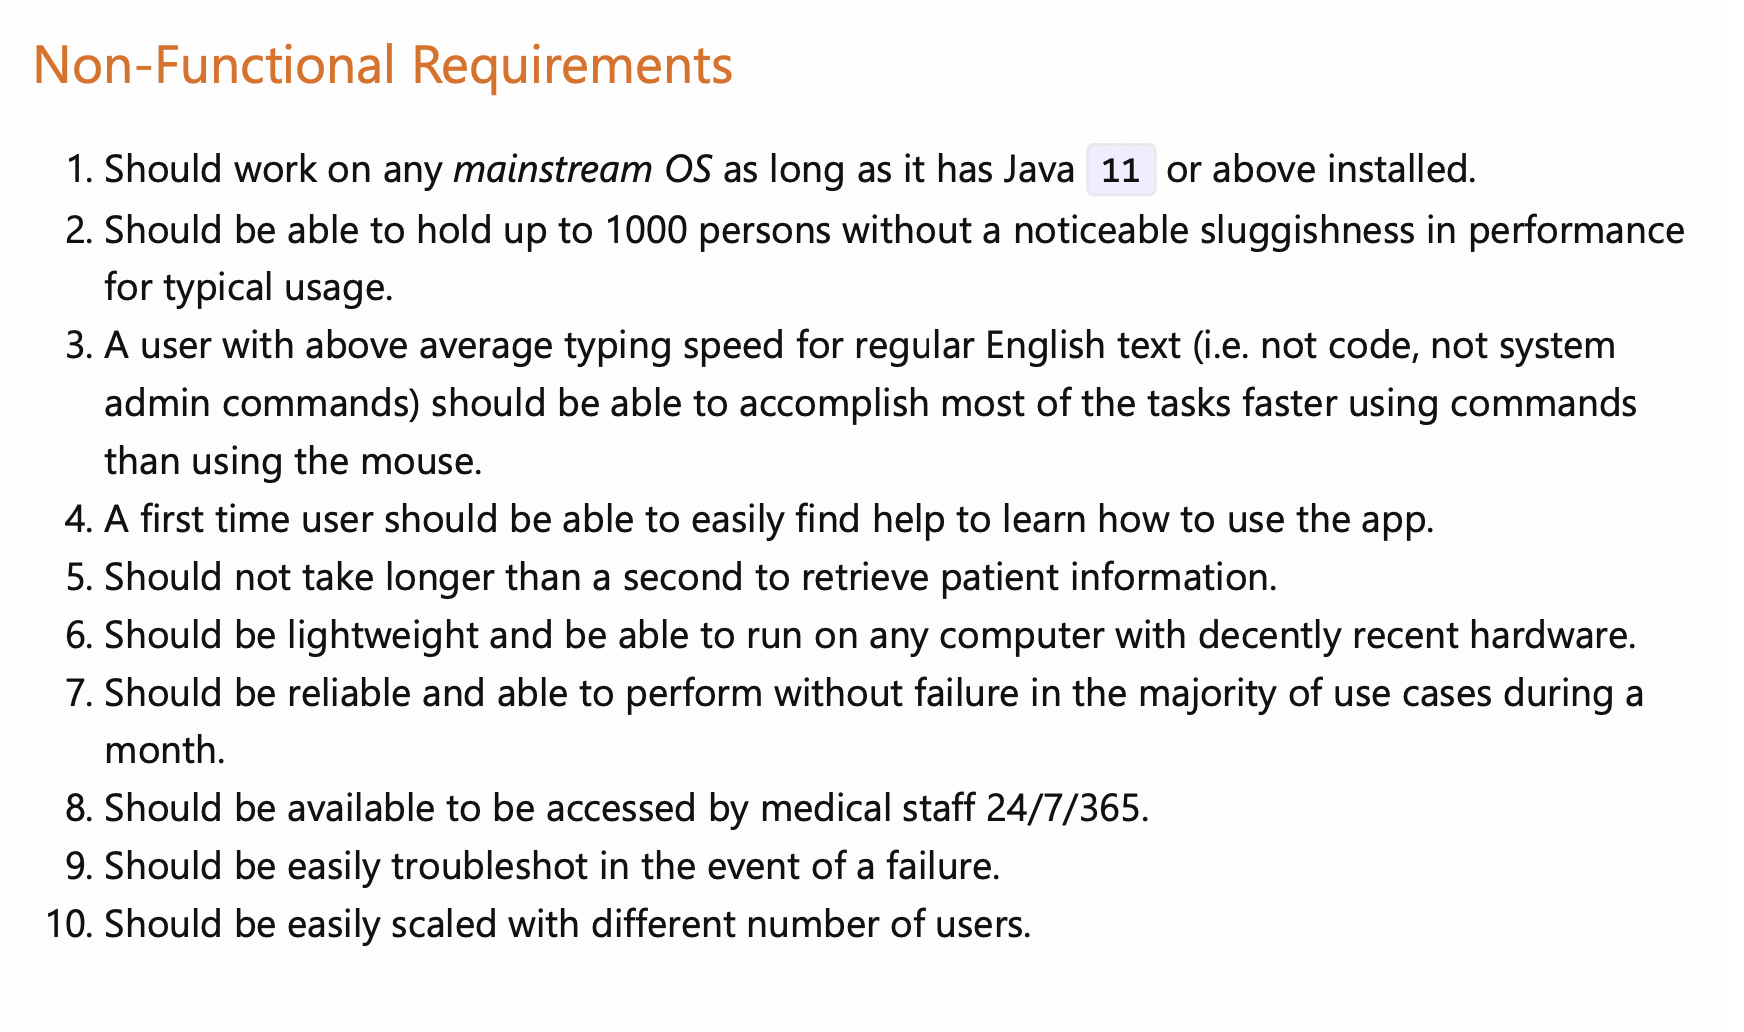 Non-Functional Requirements
1. Should work on any mainstream OS as long as it has Java 11 or above installed.
2. Should be able to hold up to 1000 persons without a noticeable sluggishness in performance
for typical usage.
3. A user with above average typing speed for regular English text (i.e. not code, not system
admin commands) should be able to accomplish most of the tasks faster using commands
than using the mouse.
4. A first time user should be able to easily find help to learn how to use the app.
5. Should not take longer than a second to retrieve patient information.
6. Should be lightweight and be able to run on any computer with decently recent hardware.
7. Should be reliable and able to perform without failure in the majority of use cases during a
month.
8. Should be available to be accessed by medical staff 24/7/365.
9. Should be easily troubleshot in the event of a failure.
10. Should be easily scaled with different number of users.